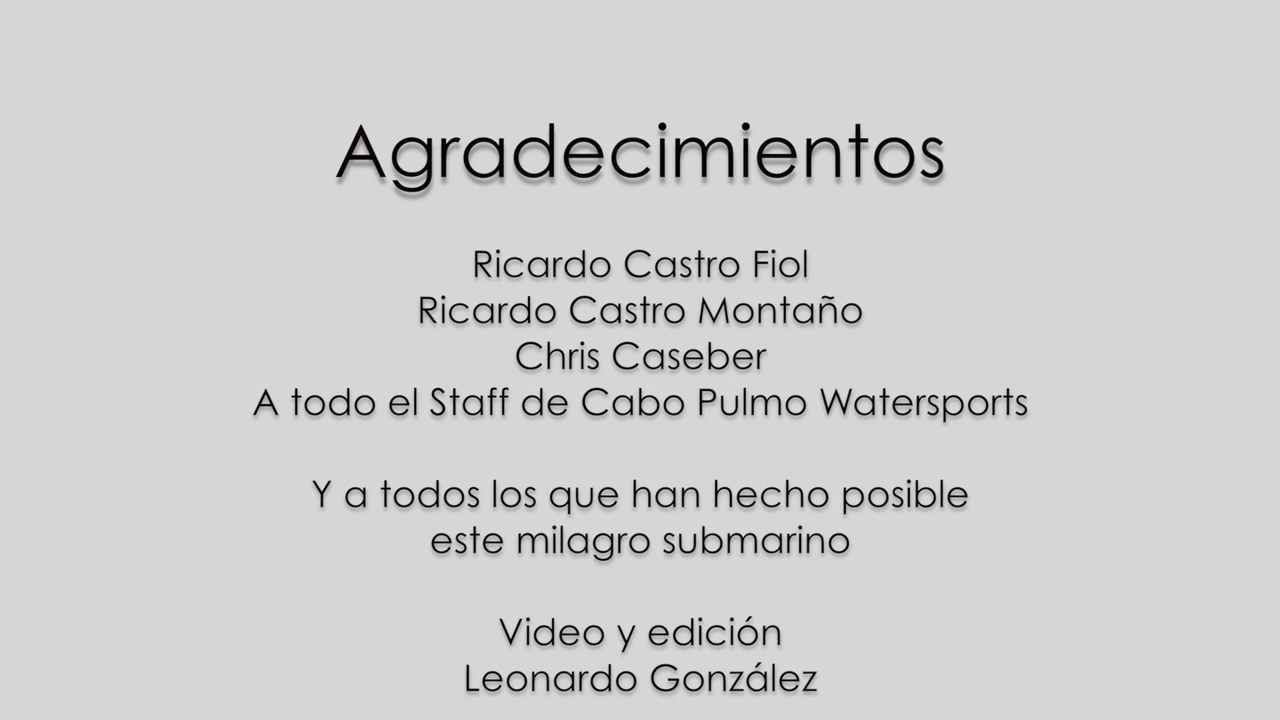 Agradecimientos
Ricardo Castro Fiol
Ricardo Castro Montaño
Chris Caseber
A todo el Staff de Cabo Pulmo Watersports
Y a todos los que han hecho posible
este milagro submarino
Video y edición
Leonardo González